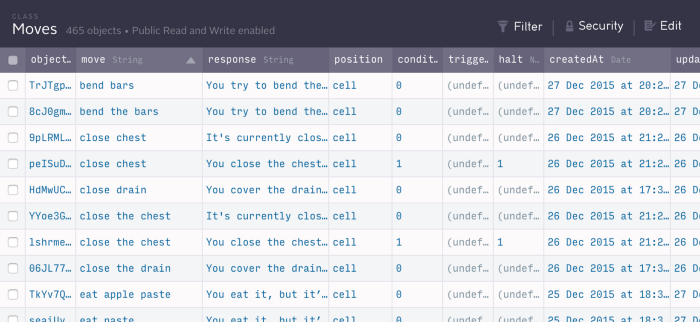 CLASS
Moves 465 objects • Public Read and Write enabled Filter Security Edit
object… move String response String position condit… trigge… halt N… createdAt Date upda
TrJTgp… bend bars You try to bend the… cell 0 (undef… (undef… 27 Dec 2015 at 20:2… 27 D
8cJ0gm… bend the bars You try to bend the… cell 0 (undef… (undef… 27 Dec 2015 at 20:2… 27 D
9pLRML… close chest It's currently clos… cell 0 (undef… (undef… 26 Dec 2015 at 21:2… 26 D
peISuD… close chest You close the chest… cell 1 (undef… 1 26 Dec 2015 at 21:2… 26 D
HdMwUC… close drain You cover the drain… cell 0 (undef… (undef… 26 Dec 2015 at 17:3… 26 D
YYoe3G… close the chest It's currently clos… cell 0 (undef… (undef… 26 Dec 2015 at 21:2… 26 D
lshrme… close the chest You close the chest… cell 1 (undef… 1 26 Dec 2015 at 21:2… 26 D
06JL77… close the drain You cover the drain… cell 0 (undef… (undef… 26 Dec 2015 at 17:3… 26 D
TkYv7Q… eat apple paste You eat it, but it'… cell 0 (undef… (undef… 25 Dec 2015 at 18:3… 27 D
eat paste You eat it, but it'… cell 0 (undef… (undef… 25 Dec 2015 at 18:3… 27 D